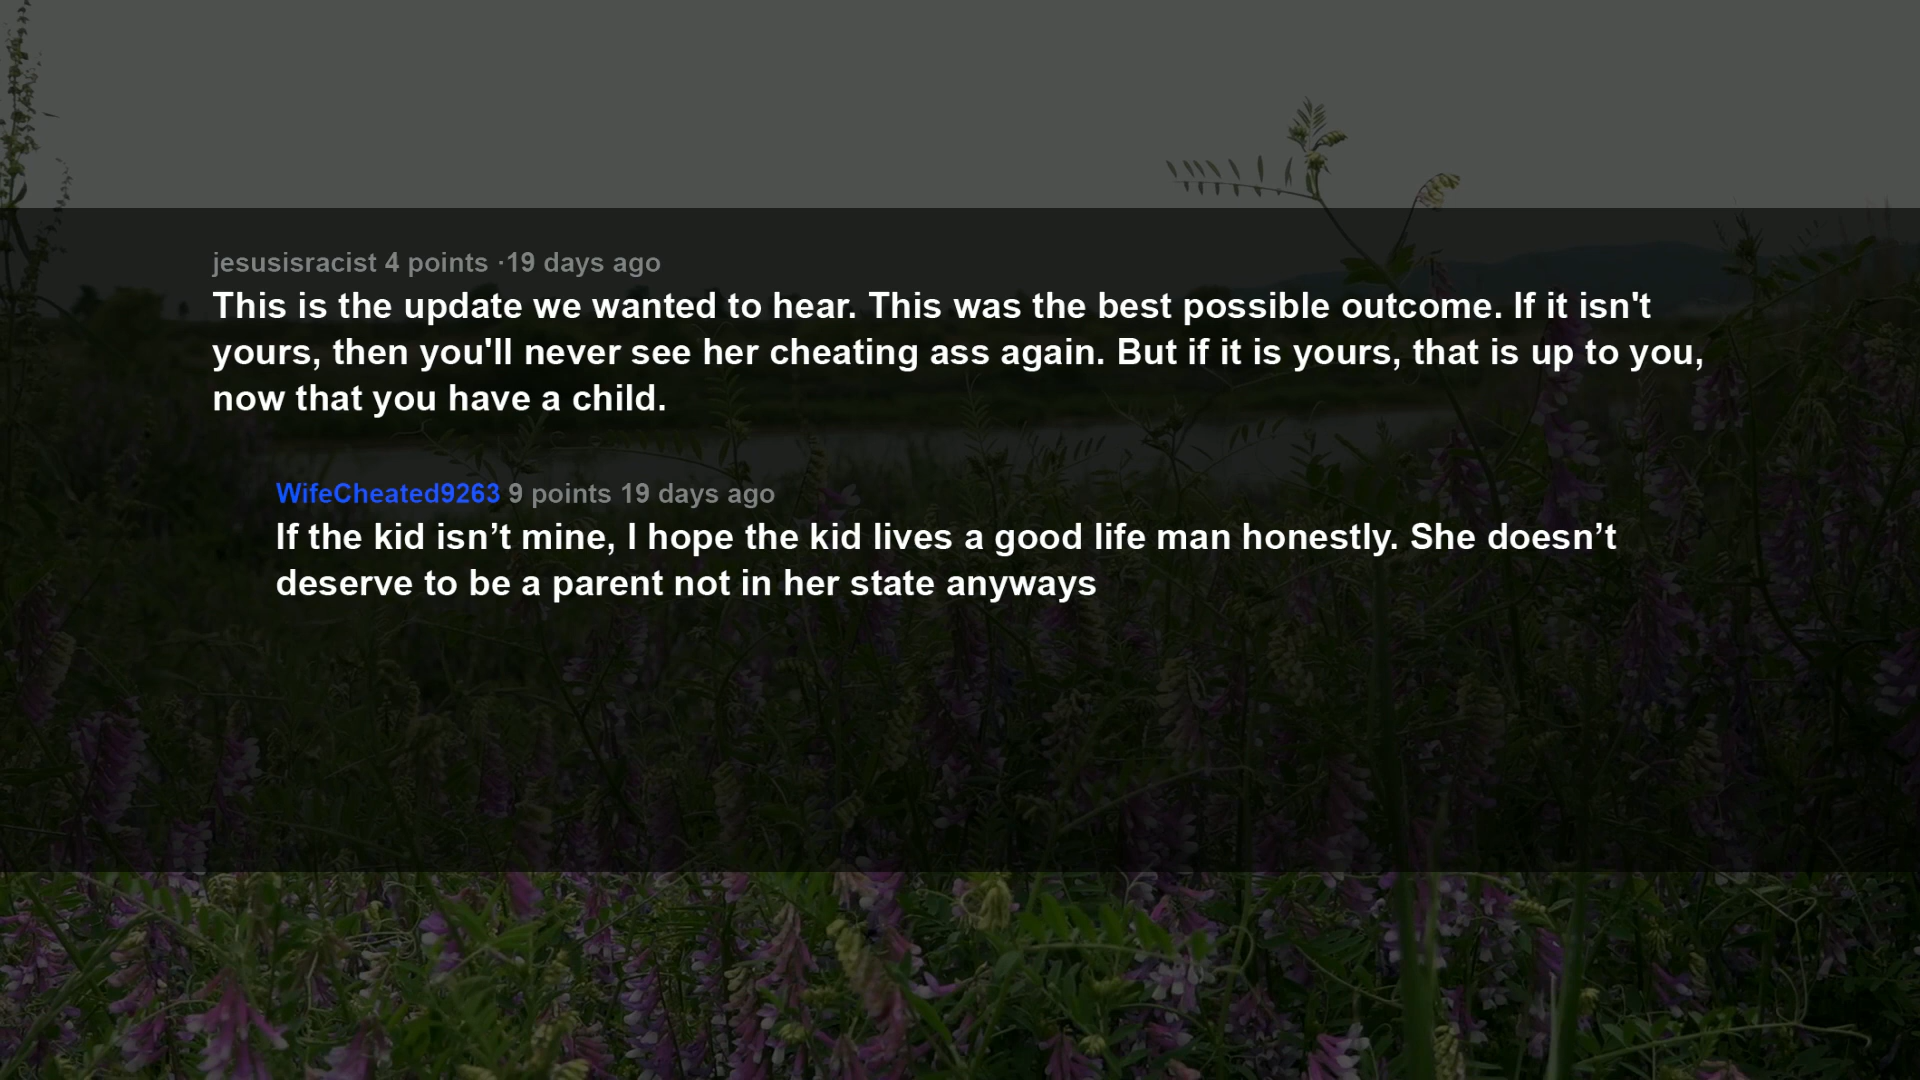 jesusisracist 4 points ·19 days ago
This is the update we wanted to hear. This was the best possible outcome. If it isn't
yours, then you'll never see her cheating ass again. But if it is yours, that is up to you,
now that you have a child.
WifeCheated9263 9 points 19 days ago
If the kid isn’t mine, I hope the kid lives a good life man honestly. She doesn’t
deserve to be a parent not in her state anyways